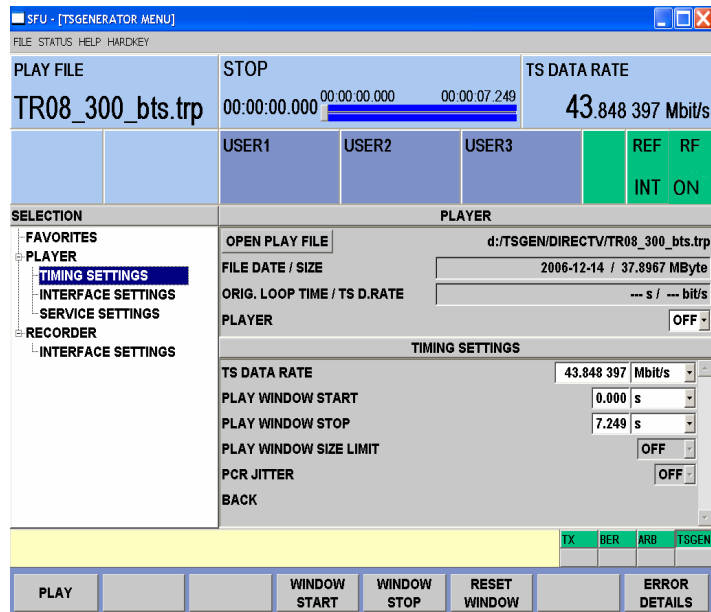 SFU - [TSGENERATOR MENU]
FILE STATUS HELP HARDKEY
PLAY FILE
TR08_300_bts.trp
STOP
00:00:00.000 00:00:00.000 00:00:07.249
TS DATA RATE
43.848 397 Mbit/s
USER1 USER2 USER3
REF RF
INT ON
SELECTION
FAVORITES
PLAYER
TIMING SETTINGS
INTERFACE SETTINGS
SERVICE SETTINGS
RECORDER
INTERFACE SETTINGS
PLAYER
OPEN PLAY FILE d:/TSGEN/DIRECTV/TR08_300_bts.trp
FILE DATE / SIZE 2006-12-14 / 37.8967 MByte
ORIG. LOOP TIME / TS D.RATE --- s / --- bit/s
PLAYER OFF
TIMING SETTINGS
TS DATA RATE 43.848 397 Mbit/s
PLAY WINDOW START 0.000 s
PLAY WINDOW STOP 7.249 s
PLAY WINDOW SIZE LIMIT OFF
PCR JITTER OFF
BACK
TX BER ARB TSGEN
PLAY
WINDOW START
WINDOW STOP
RESET WINDOW
ERROR DETAILS